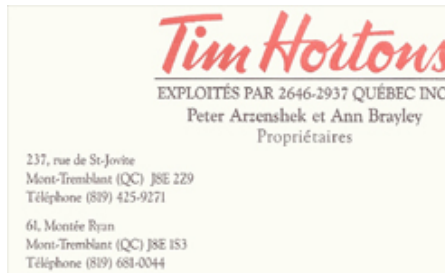 Tim Hortons
EXPLOITÉS PAR 2646-2937 QUÉBEC INC
Peter Arzenshek et Ann Brayley
Propriétaires
237, rue de St-Jovite
Mont-Tremblant (QC) J8E 2Z9
Téléphone (819) 425-9271
61, Montée Ryan
Mont-Tremblant (QC) J8E 1S3
Téléphone (819) 681-0044